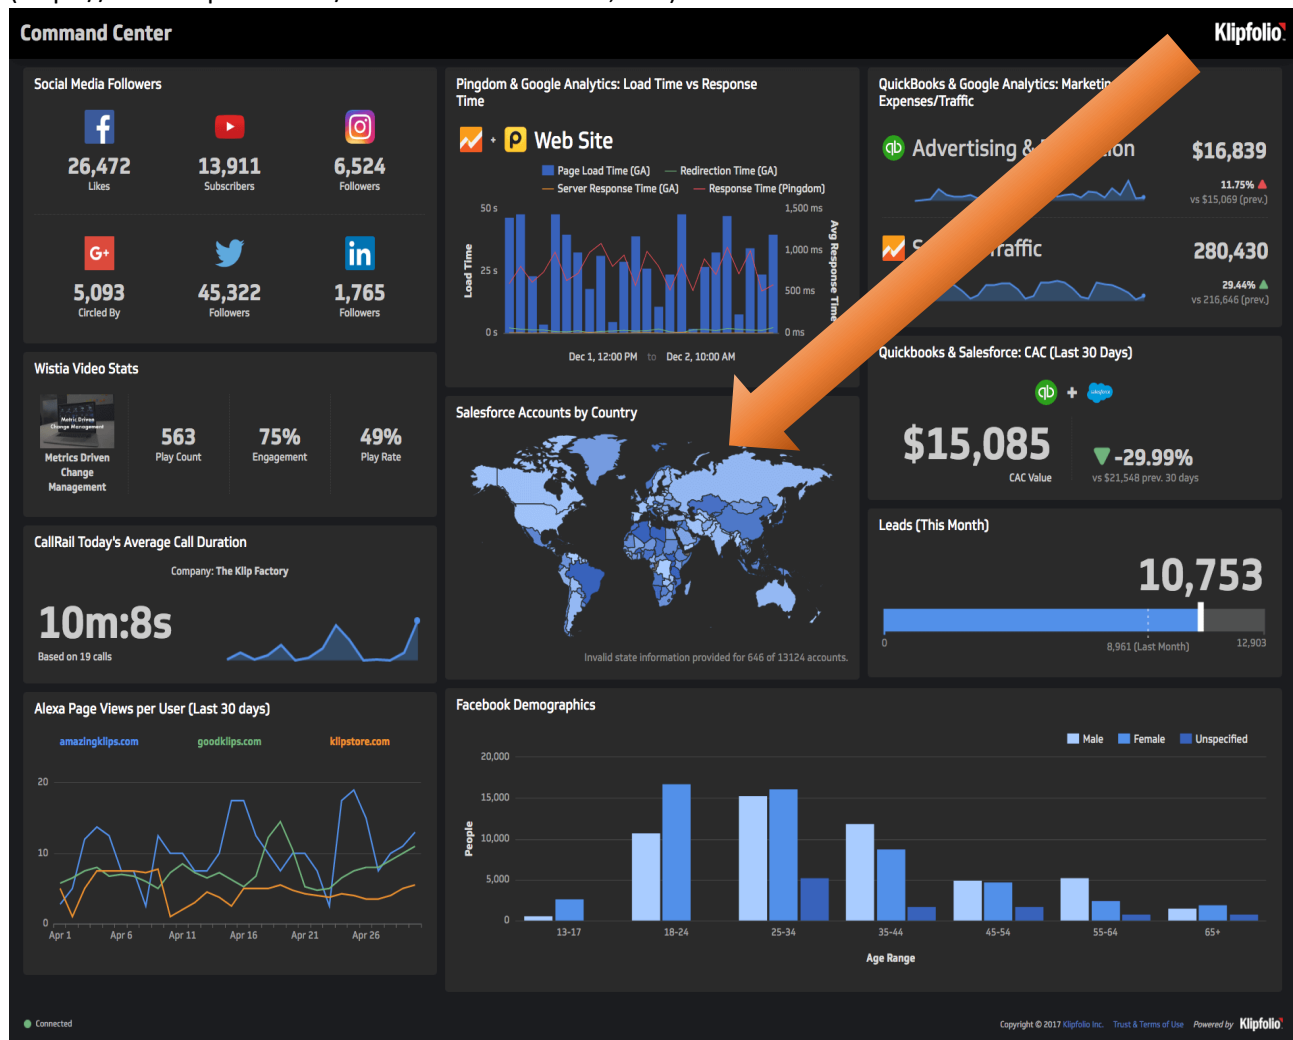 Command Center
Klipfolio
Social Media Followers
26,472
Likes
13,911
Subscribers
6,524
Followers
G+
in
5,093
Circled By
45,322
Followers
1,765
Followers
Wistia Video Stats
Metric Driven
Change Management
Metrics Driven
Change
Management
563
Play Count
75%
Engagement
49%
Play Rate
CallRail Today's Average Call Duration
Company: The Klip Factory
10m:8s
Based on 19 calls
Alexa Page Views per User (Last 30 days)
amazingklips.com
goodklips.com
klipstore.com
20
10
0
Apr 1
Apr 6
Apr 11
Apr 16
Apr 21
Apr 26
Pingdom & Google Analytics: Load Time vs Response
Time
Web Site
Page Load Time (GA)
Redirection Time (GA)
Server Response Time (GA)
Response Time (Pingdom)
50 s
25 s
0 s
Load Time
1,500 ms
1,000 ms
500 ms
0 ms
Avg Response Time
Dec 1, 12:00 PM to Dec 2, 10:00 AM
Salesforce Accounts by Country
Invalid state information provided for 646 of 13124 accounts.
QuickBooks & Google Analytics: Marketing
Expenses/Traffic
qb
Advertising &
$16,839
11.75%
vs $15,069 (prev.)
280,430
29.44%
vs 216,646 (prev.)
Quickbooks & Salesforce: CAC (Last 30 Days)
qb +
$15,085
CAC Value
-29.99%
vs $21,548 prev. 30 days
Leads (This Month)
10,753
0
8,961 (Last Month)
12,903
Facebook Demographics
Male
Female
Unspecified
20,000
15,000
10,000
5,000
0
People
13-17
18-24
25-34
35-44
45-54
55-64
65+
Age Range
Connected
Copyright © 2017 Klipfolio Inc. Trust & Terms of Use Powered by Klipfolio